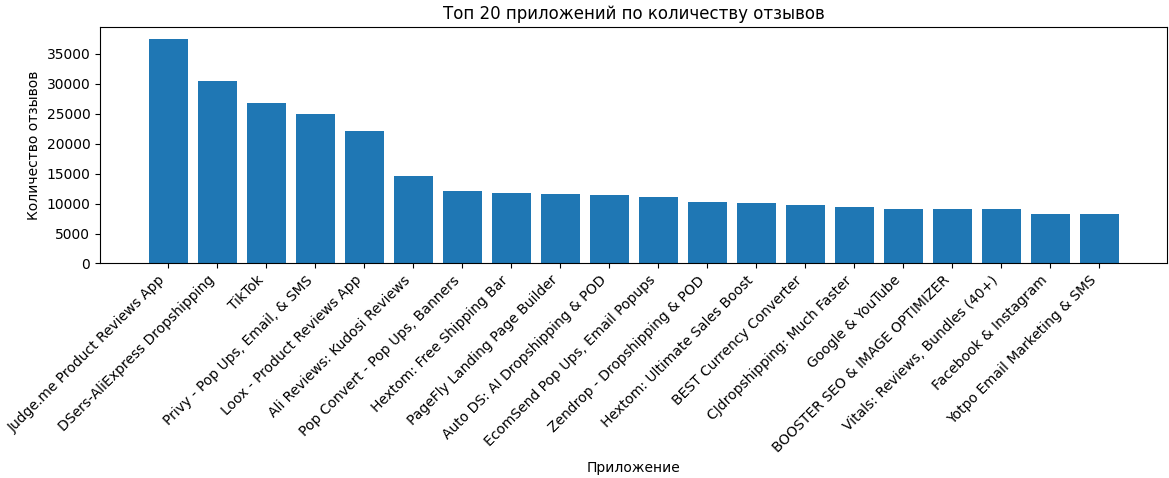 Топ 20 приложений по количеству отзывов
Количество отзывов
35000
30000
25000
20000
15000
10000
5000
0
Judge.me Product Reviews App
DSers-AliExpress Dropshipping
TikTok
Privy - Pop Ups, Email, & SMS
Loox - Product Reviews App
Ali Reviews: Kudosi Reviews
Pop Convert - Pop Ups, Banners
Hextom: Free Shipping Bar
PageFly Landing Page Builder
Auto DS: AI Dropshipping & POD
EcomSend Pop Ups, Email Popups
Zendrop - Dropshipping & POD
Hextom: Ultimate Sales Boost
BEST Currency Converter
CJdropshipping: Much Faster
Google & YouTube
BOOSTER SEO & IMAGE OPTIMIZER
Vitals: Reviews, Bundles (40+)
Facebook & Instagram
Yotpo Email Marketing & SMS
Приложение